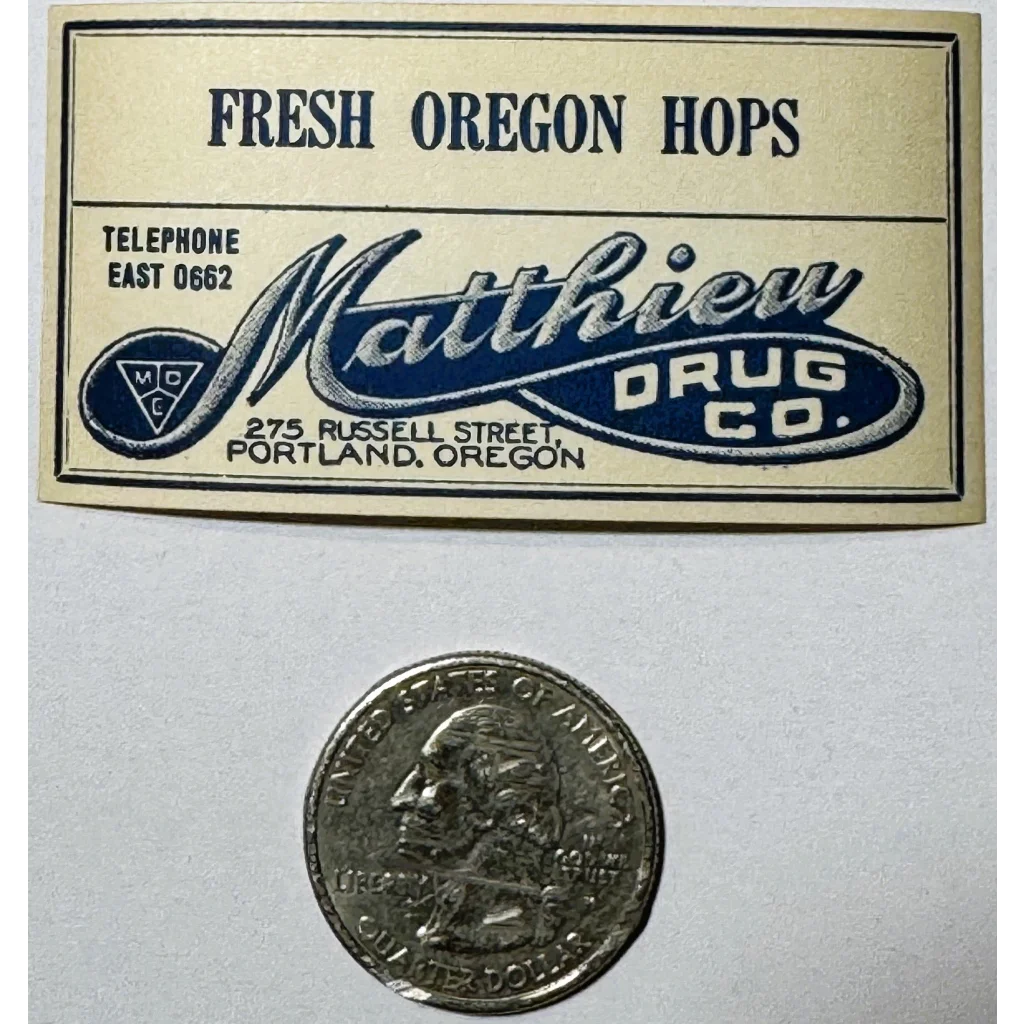 FRESH OREGON HOPS
TELEPHONE
EAST 0662
Matthieu
DRUG
CO.
M D
C
275 RUSSELL STREET,
PORTLAND, OREGON
UNITED STATES OF AMERICA
LIBERTY
IN
GOD WE
TRUST
QUARTER DOLLAR